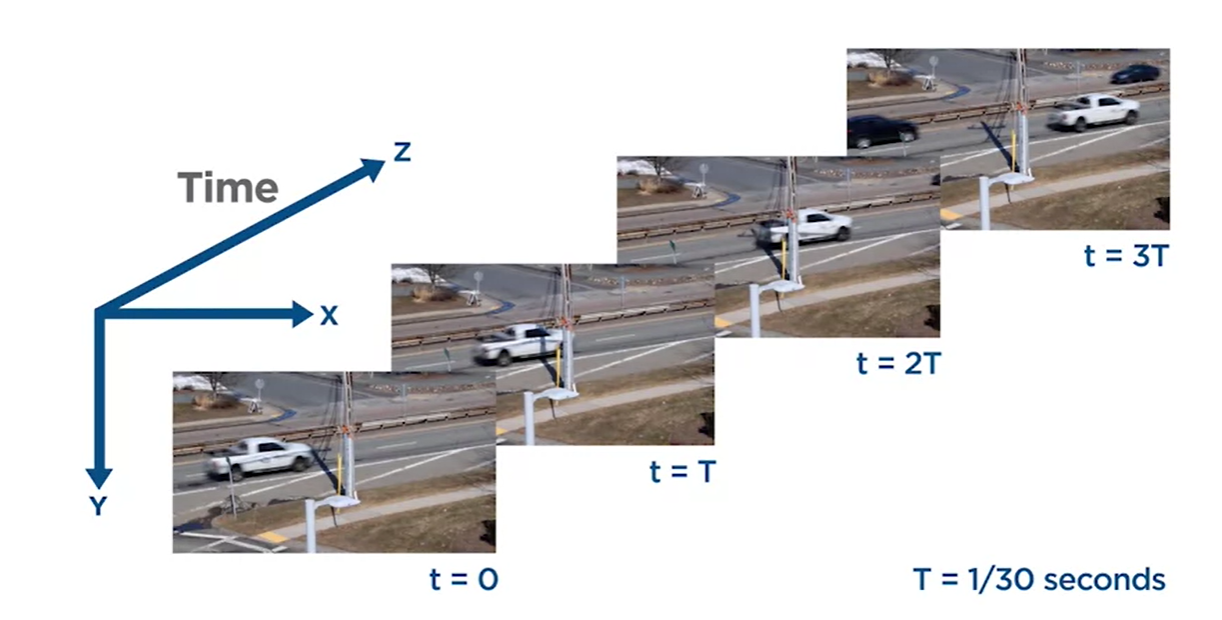 Time
Z
X
Y
t = 3T
t = 2T
t = T
t = 0
T = 1/30 seconds